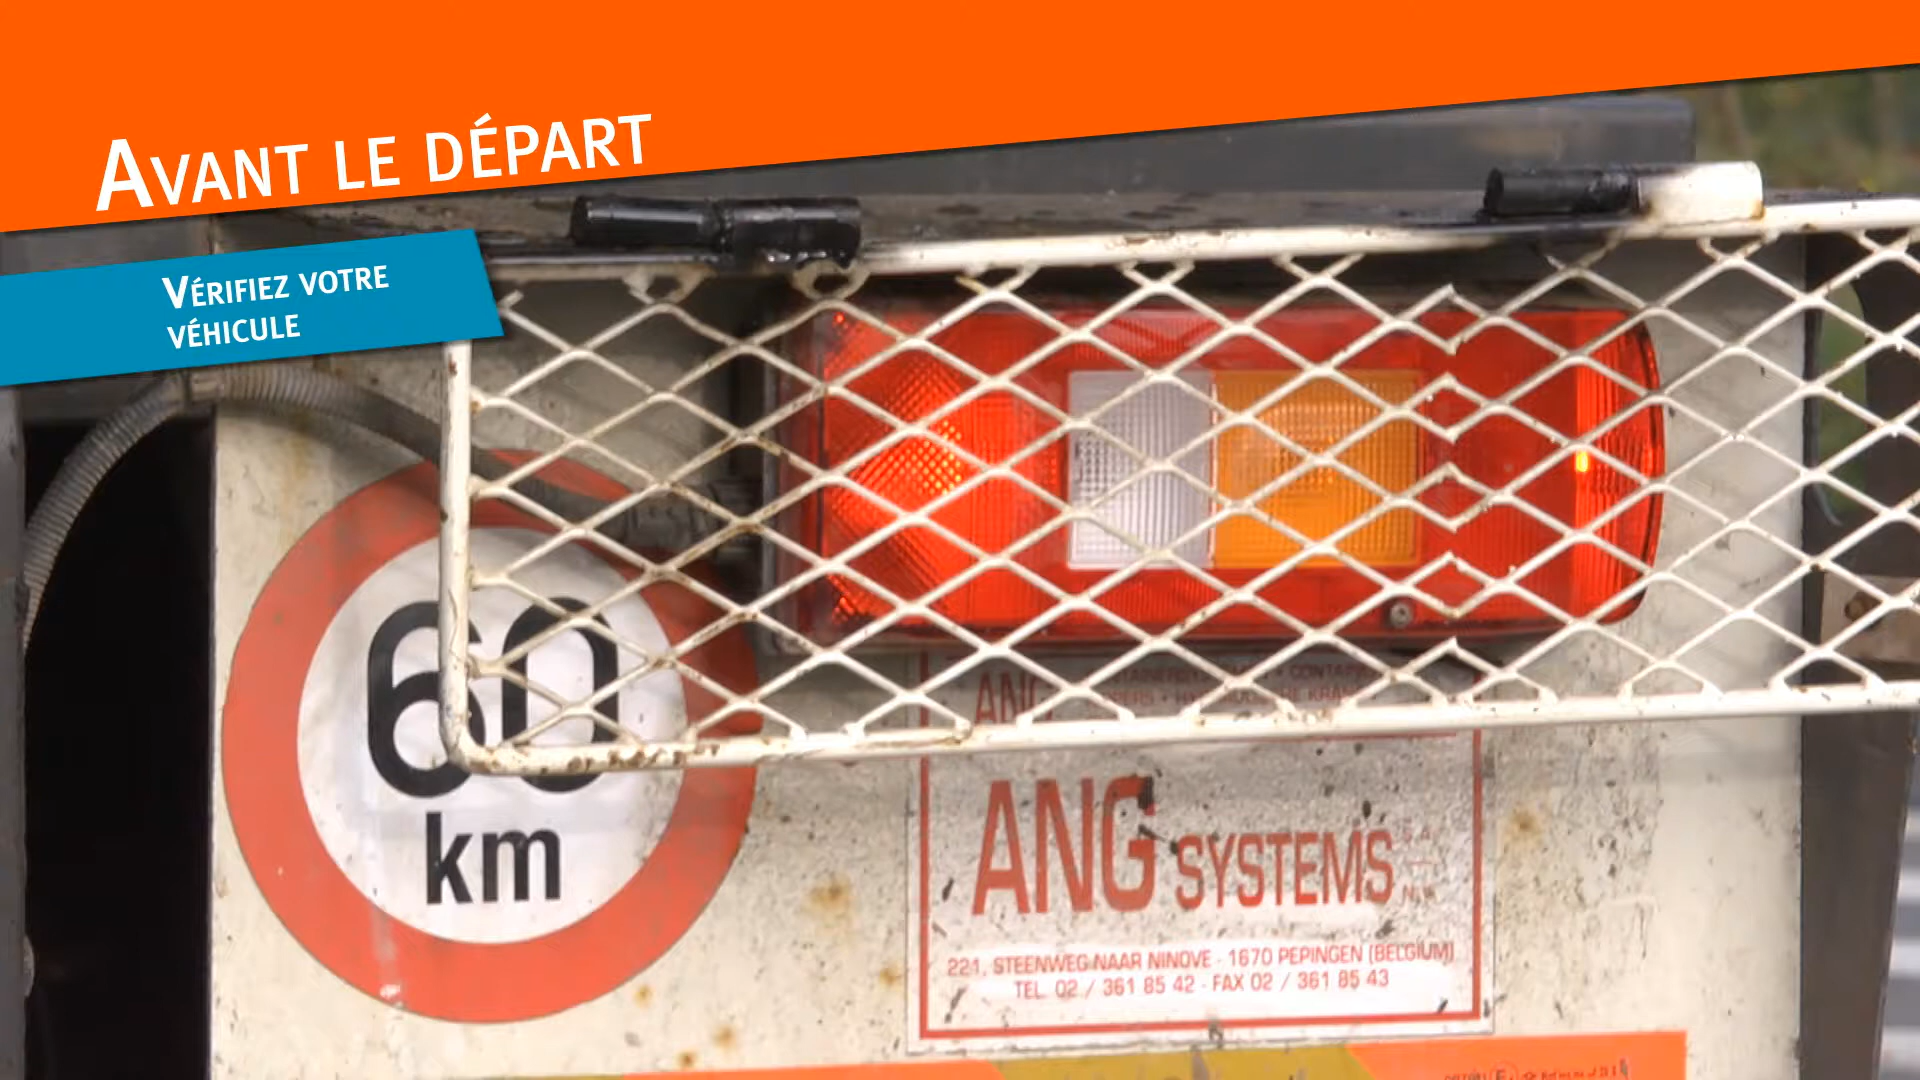 Avant le départ
Vérifiez votre
véhicule
60
km
ANG
ANG SYSTEMS
221, STEENWEG NAAR NINOVE - 1670 PEPINGEN (BELGIUM)
TEL. 02 / 361 85 42 - FAX 02 / 361 85 43